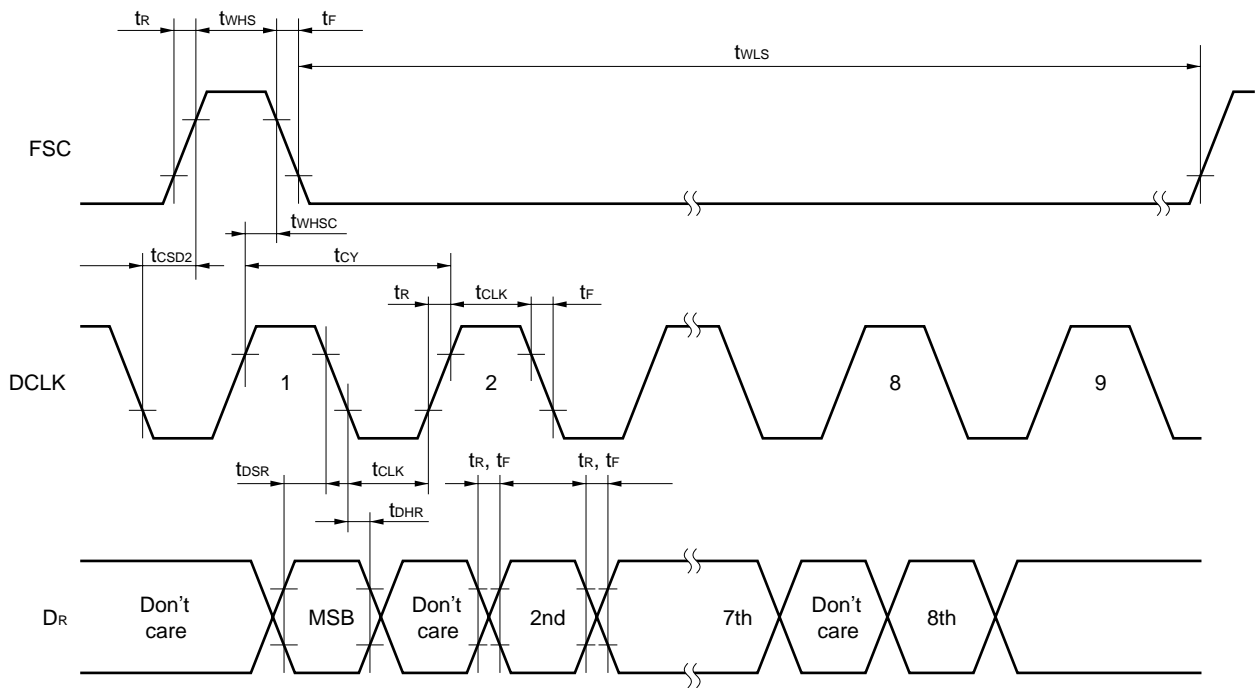 tR tWHS tF
tWLS
FSC
tWHSC
tCSD2 tCY
tR tCLK tF
DCLK 1 2 8 9
tDSR tCLK tR, tF tR, tF
tDHR
DR
Don't
care
MSB
Don't
care
2nd
7th
Don't
care
8th